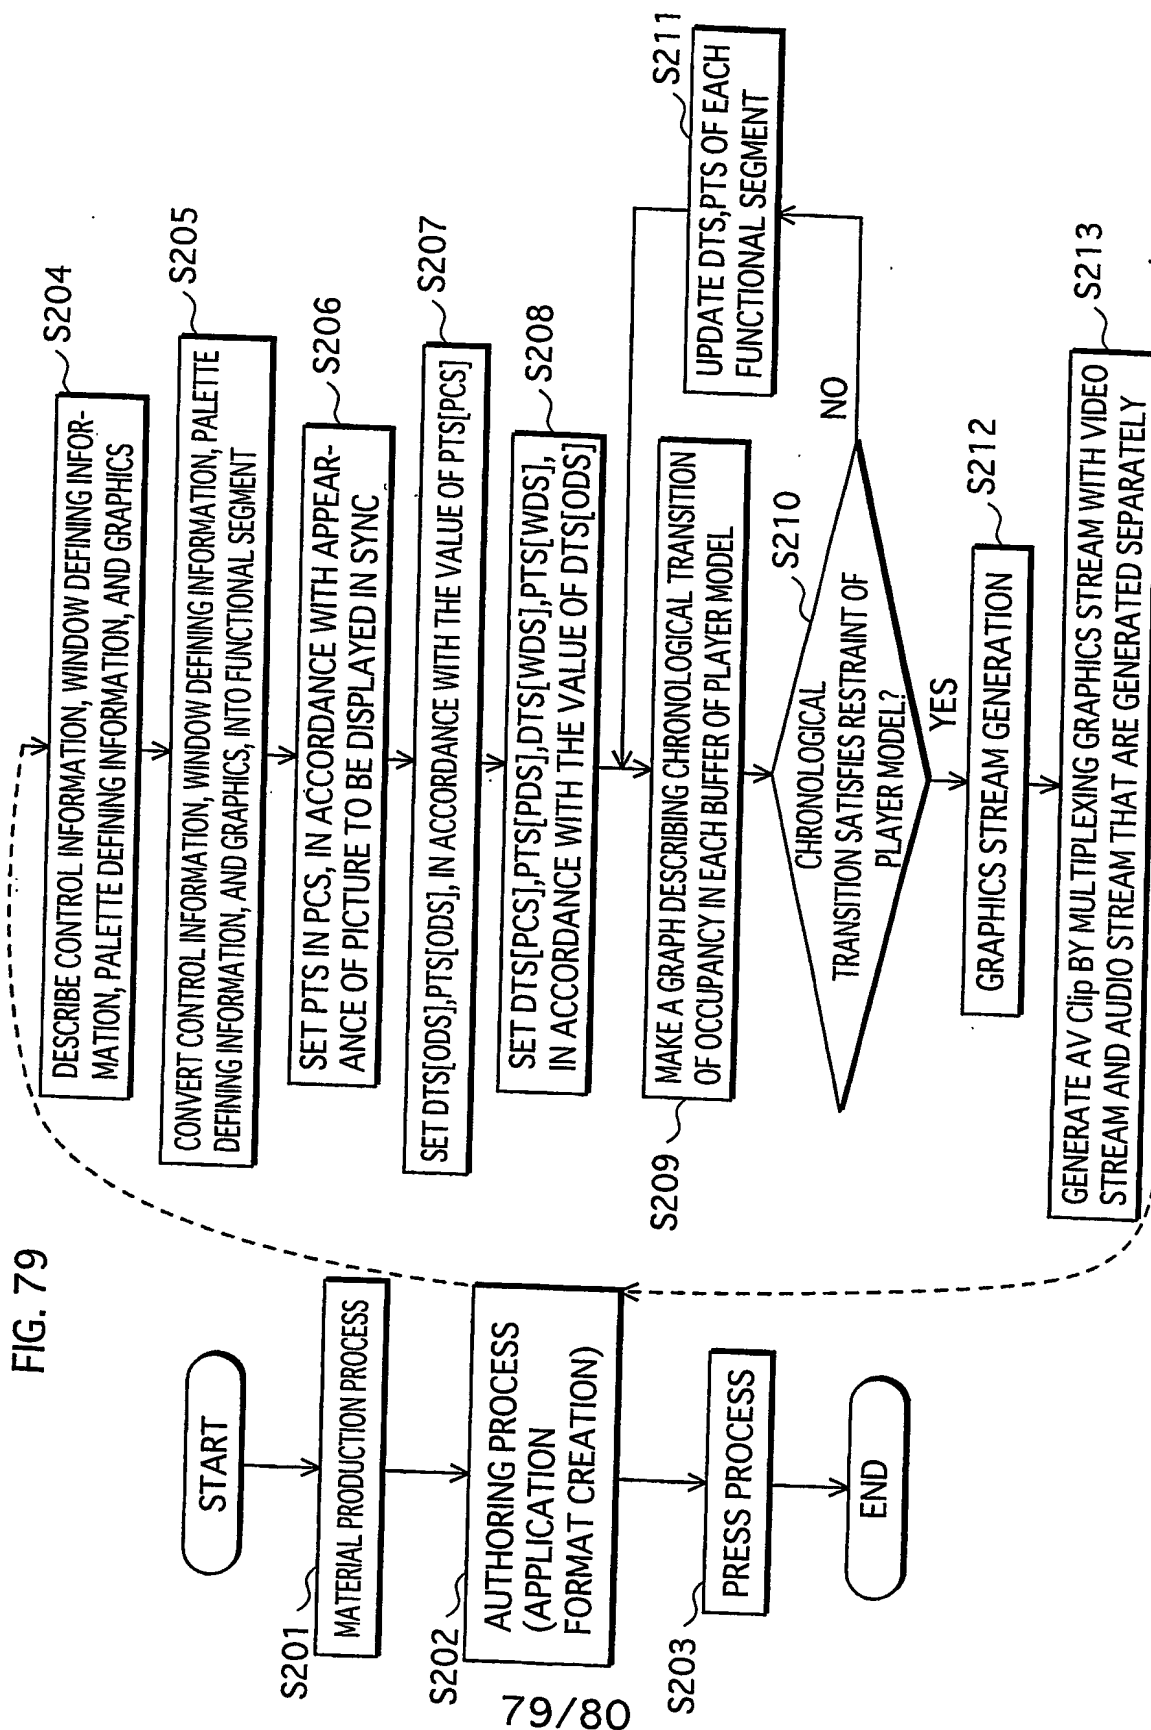 FIG. 79
START
S201
MATERIAL PRODUCTION PROCESS
S202
AUTHORING PROCESS
(APPLICATION
FORMAT CREATION)
S203
PRESS PROCESS
END
S204
DESCRIBE CONTROL INFORMATION, WINDOW DEFINING INFOR-
MATION, PALETTE DEFINING INFORMATION, AND GRAPHICS
S205
CONVERT CONTROL INFORMATION, WINDOW DEFINING INFORMATION, PALETTE
DEFINING INFORMATION, AND GRAPHICS, INTO FUNCTIONAL SEGMENT
S206
SET PTS IN PCS, IN ACCORDANCE WITH APPEAR-
ANCE OF PICTURE TO BE DISPLAYED IN SYNC
S207
SET DTS[ODS],PTS[ODS], IN ACCORDANCE WITH THE VALUE OF PTS[PCS]
S208
SET DTS[PCS],PTS[PDS],DTS[WDS],PTS[WDS],
IN ACCORDANCE WITH THE VALUE OF DTS[ODS]
S209
MAKE A GRAPH DESCRIBING CHRONOLOGICAL TRANSITION
OF OCCUPANCY IN EACH BUFFER OF PLAYER MODEL
S210
CHRONOLOGICAL
TRANSITION SATISFIES RESTRAINT OF
PLAYER MODEL?
NO
YES
S211
UPDATE DTS,PTS OF EACH
FUNCTIONAL SEGMENT
S212
GRAPHICS STREAM GENERATION
S213
GENERATE AV Clip BY MULTIPLEXING GRAPHICS STREAM WITH VIDEO
STREAM AND AUDIO STREAM THAT ARE GENERATED SEPARATELY
79/80